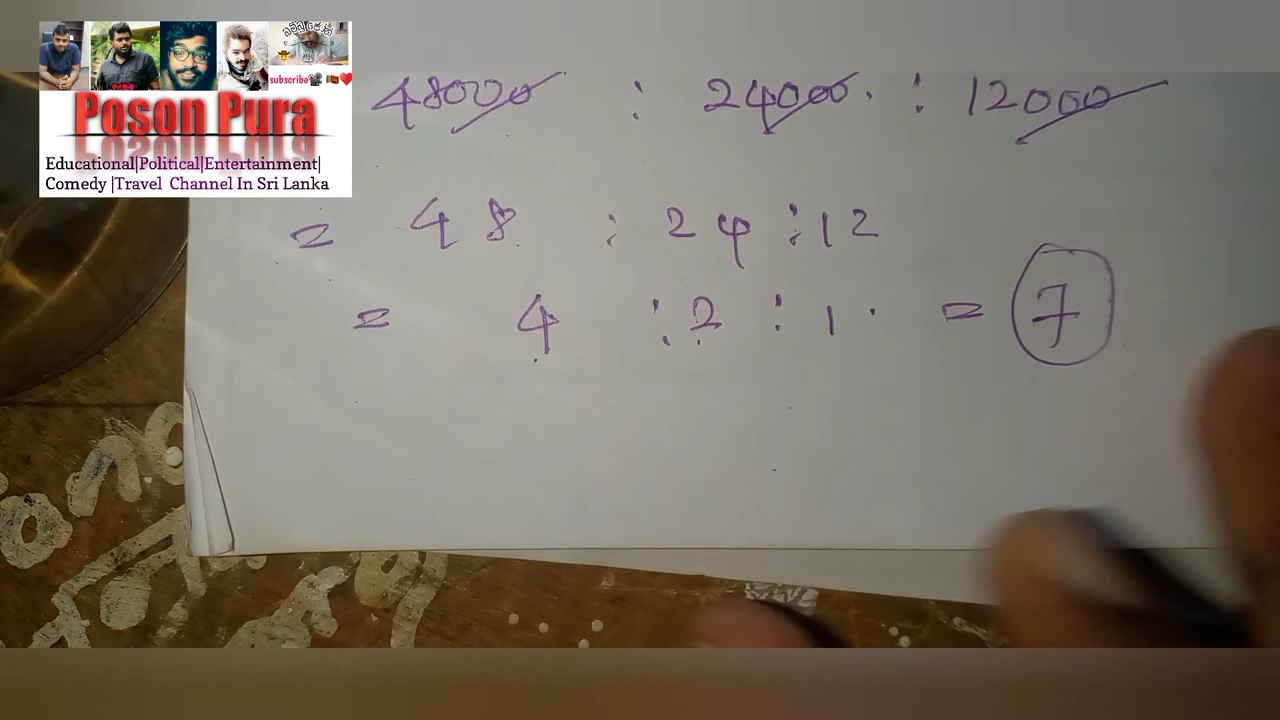 බම්බු සේන්
subscribe
Poson Pura
Educational|Political|Entertainment|
Comedy |Travel Channel In Sri Lanka
48000 : 24000 : 12000
= 48 : 24 : 12
= 4 : 2 : 1 = 7